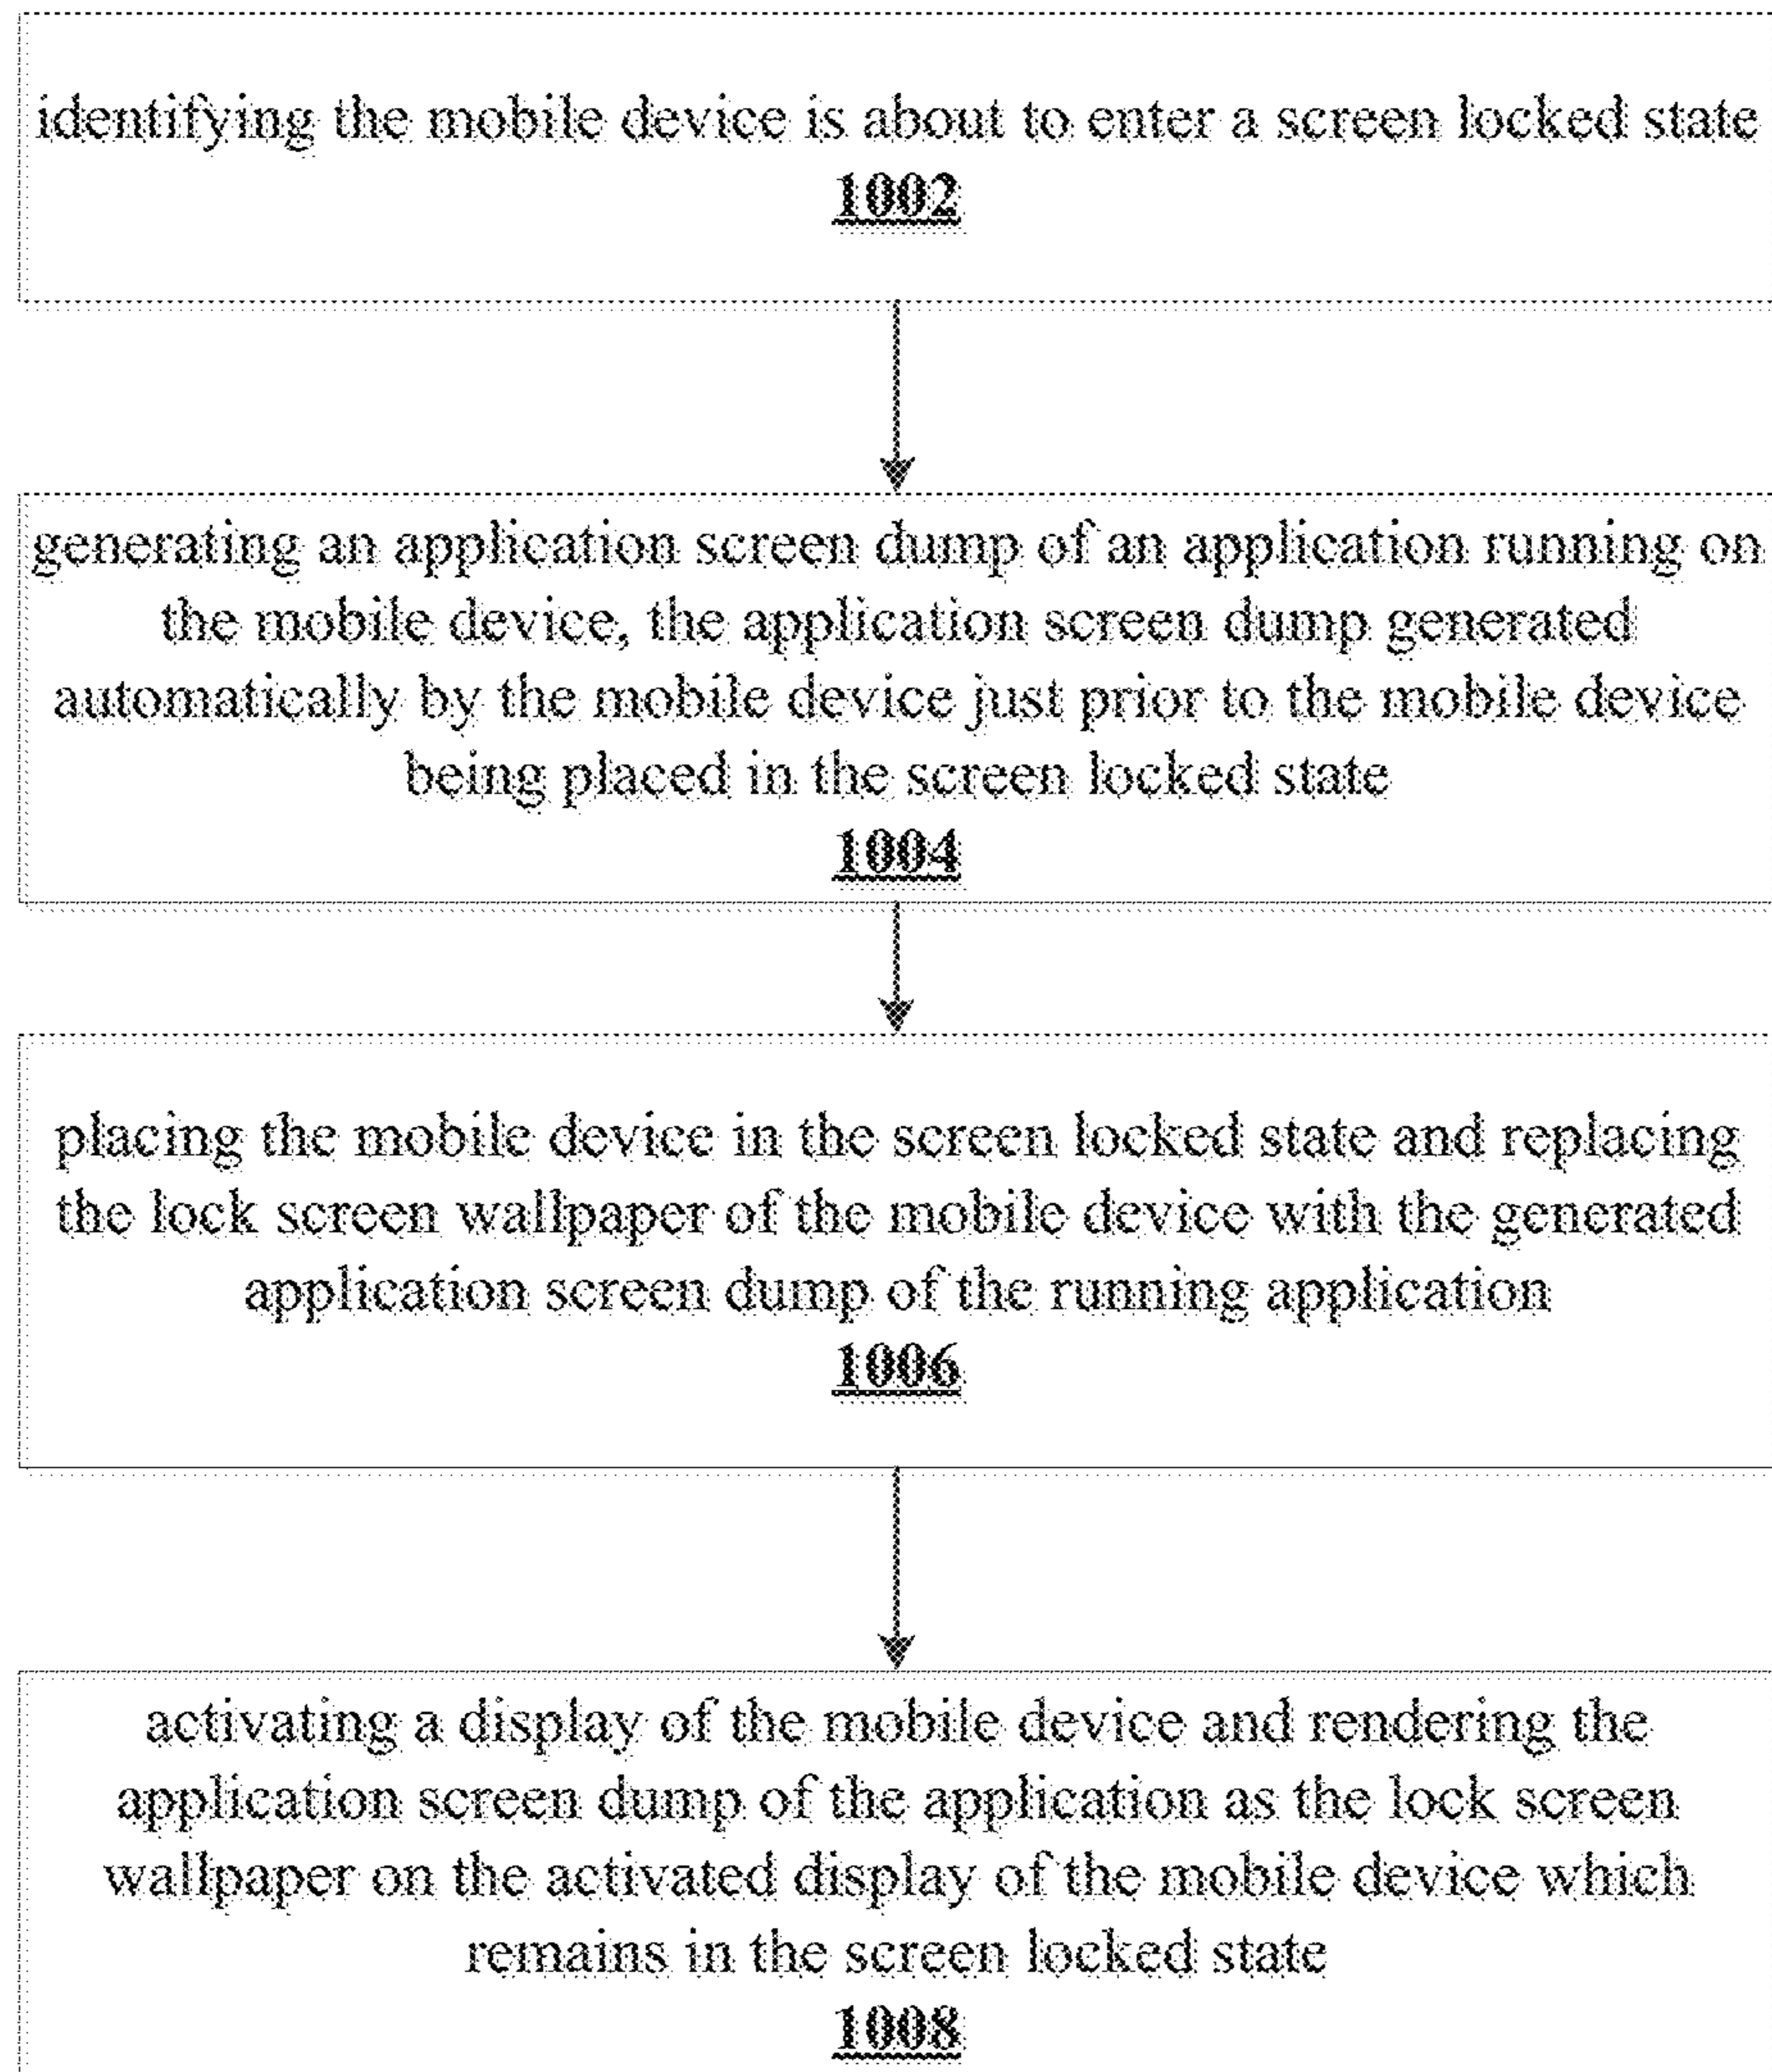 identifying the mobile device is about to enter a screen locked state
1002
generating an application screen dump of an application running on
the mobile device, the application screen dump generated
automatically by the mobile device just prior to the mobile device
being placed in the screen locked state
1004
placing the mobile device in the screen locked state and replacing
the lock screen wallpaper of the mobile device with the generated
application screen dump of the running application
1006
activating a display of the mobile device and rendering the
application screen dump of the application as the lock screen
wallpaper on the activated display of the mobile device which
remains in the screen locked state
1008